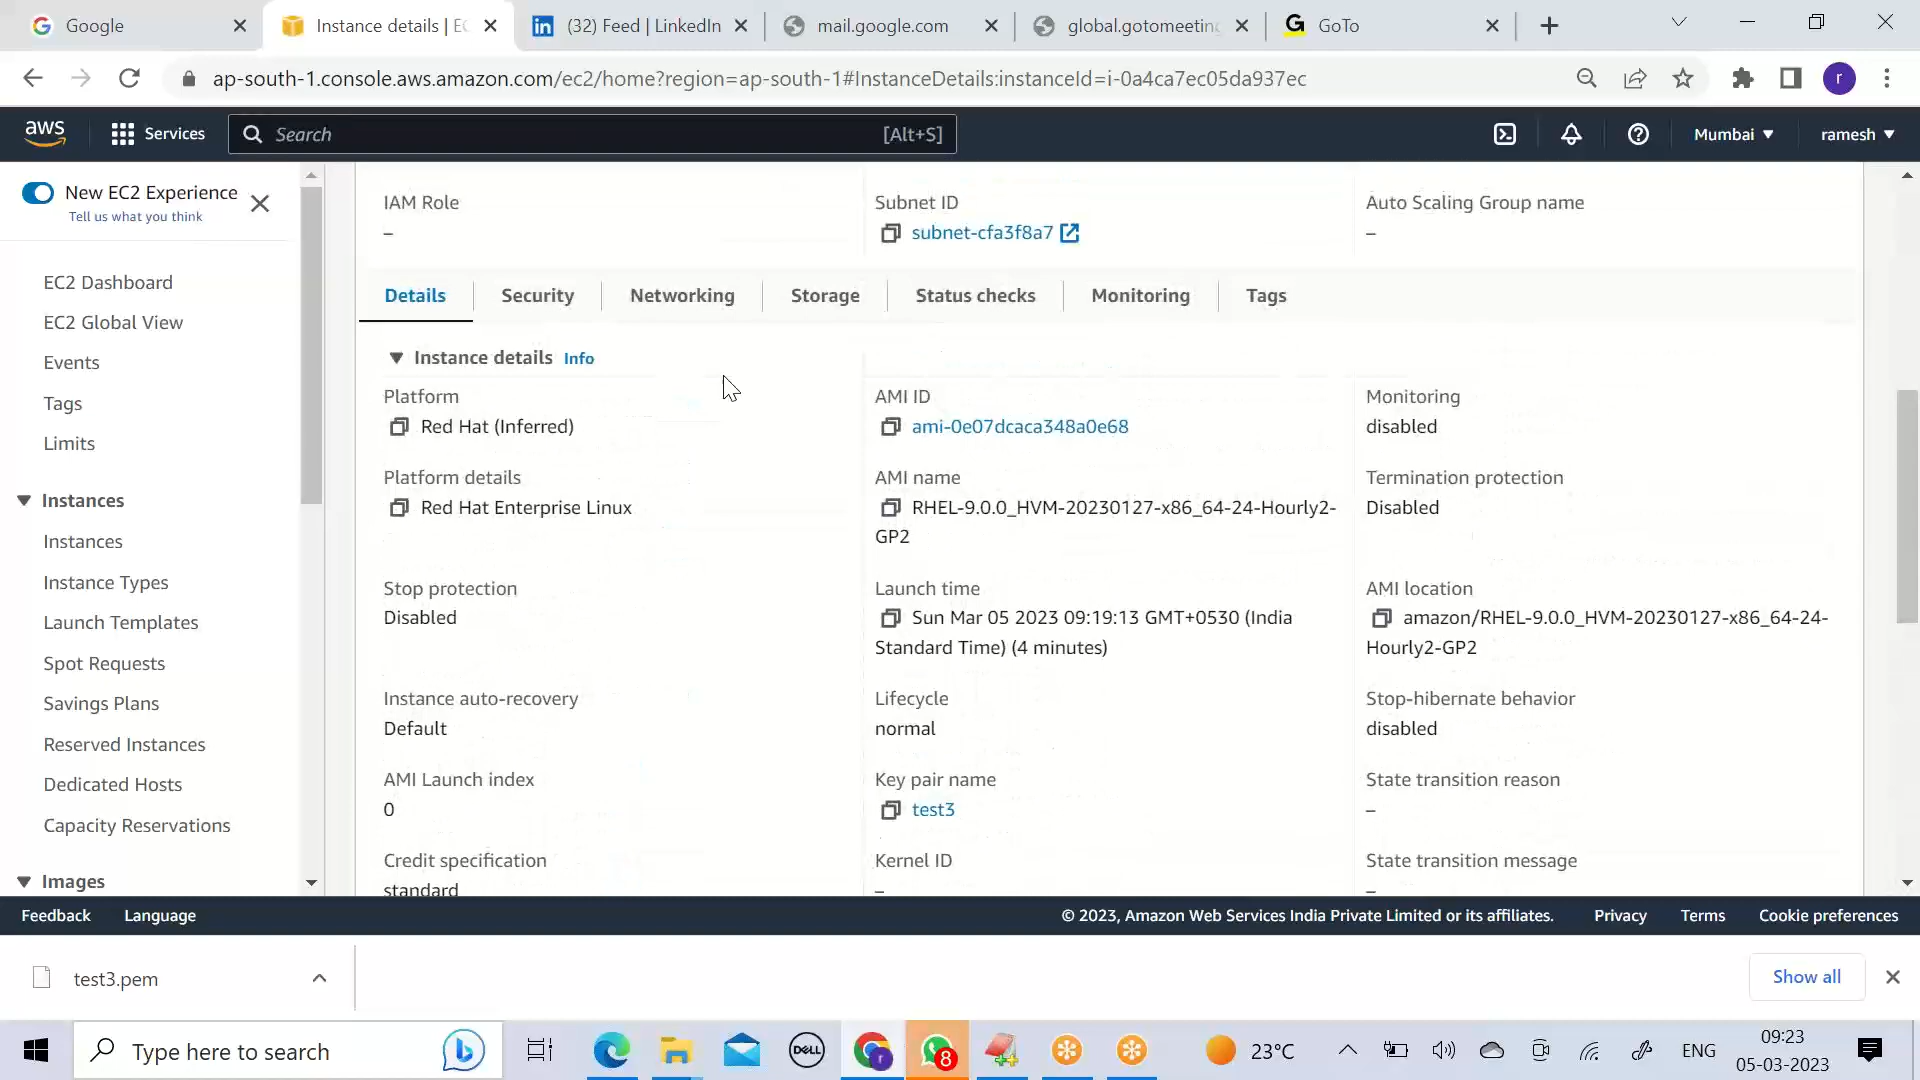 Google
Instance details | EC
(32) Feed | LinkedIn
mail.google.com
global.gotomeeting
GoTo
ap-south-1.console.aws.amazon.com/ec2/home?region=ap-south-1#InstanceDetails:instanceId=i-0a4ca7ec05da937ec
r
aws
Services
Search
[Alt+S]
Mumbai
ramesh
New EC2 Experience
Tell us what you think
EC2 Dashboard
EC2 Global View
Events
Tags
Limits
Instances
Instances
Instance Types
Launch Templates
Spot Requests
Savings Plans
Reserved Instances
Dedicated Hosts
Capacity Reservations
Images
IAM Role
–
Subnet ID
subnet-cfa3f8a7
Auto Scaling Group name
–
Details
Security
Networking
Storage
Status checks
Monitoring
Tags
Instance details Info
Platform
Red Hat (Inferred)
AMI ID
ami-0e07dcaca348a0e68
Monitoring
disabled
Platform details
Red Hat Enterprise Linux
AMI name
RHEL-9.0.0_HVM-20230127-x86_64-24-Hourly2-
GP2
Termination protection
Disabled
Stop protection
Disabled
Launch time
Sun Mar 05 2023 09:19:13 GMT+0530 (India
Standard Time) (4 minutes)
AMI location
amazon/RHEL-9.0.0_HVM-20230127-x86_64-24-
Hourly2-GP2
Instance auto-recovery
Default
Lifecycle
normal
Stop-hibernate behavior
disabled
AMI Launch index
0
Key pair name
test3
State transition reason
–
Credit specification
standard
Kernel ID
–
State transition message
–
Feedback
Language
© 2023, Amazon Web Services India Private Limited or its affiliates.
Privacy
Terms
Cookie preferences
test3.pem
Show all
Type here to search
DELL
r
8
23°C
ENG
09:23
05-03-2023